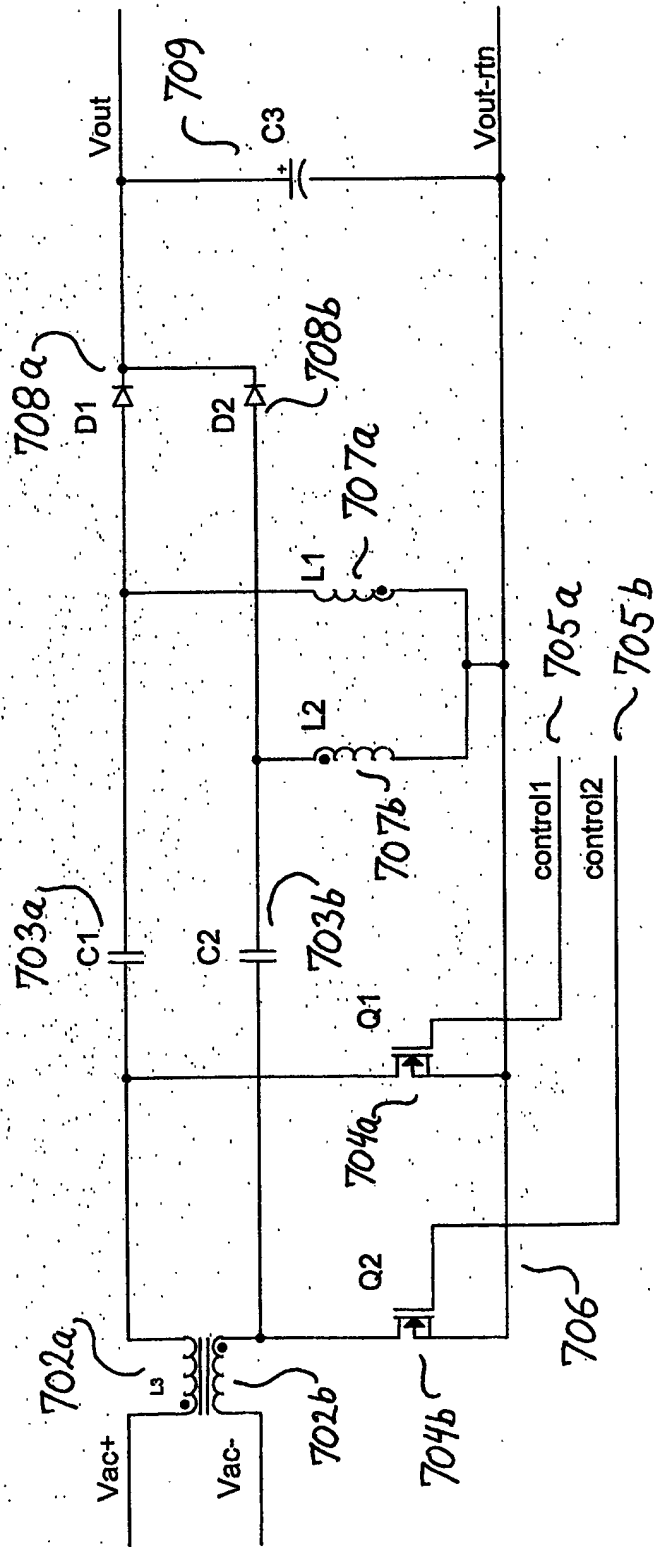 Vac+
Vac-
702a
L3
702b
703a
C1
C2
703b
Q1
704a
Q2
704b
706
L2
707b
L1
707a
control1
control2
705a
705b
708a
D1
D2
708b
709
C3
+
Vout
Vout-rtn